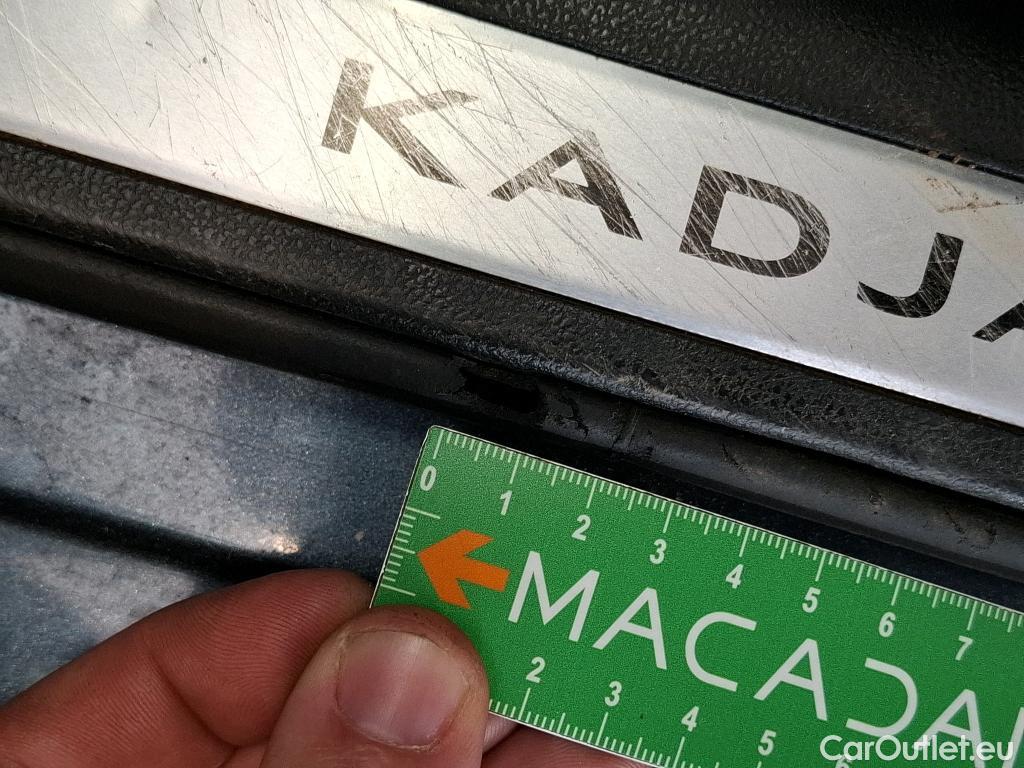 KADJA
0 1 2 3 4 5 6 7
MACADA
2 3 4 5 6
CarOutlet.eu